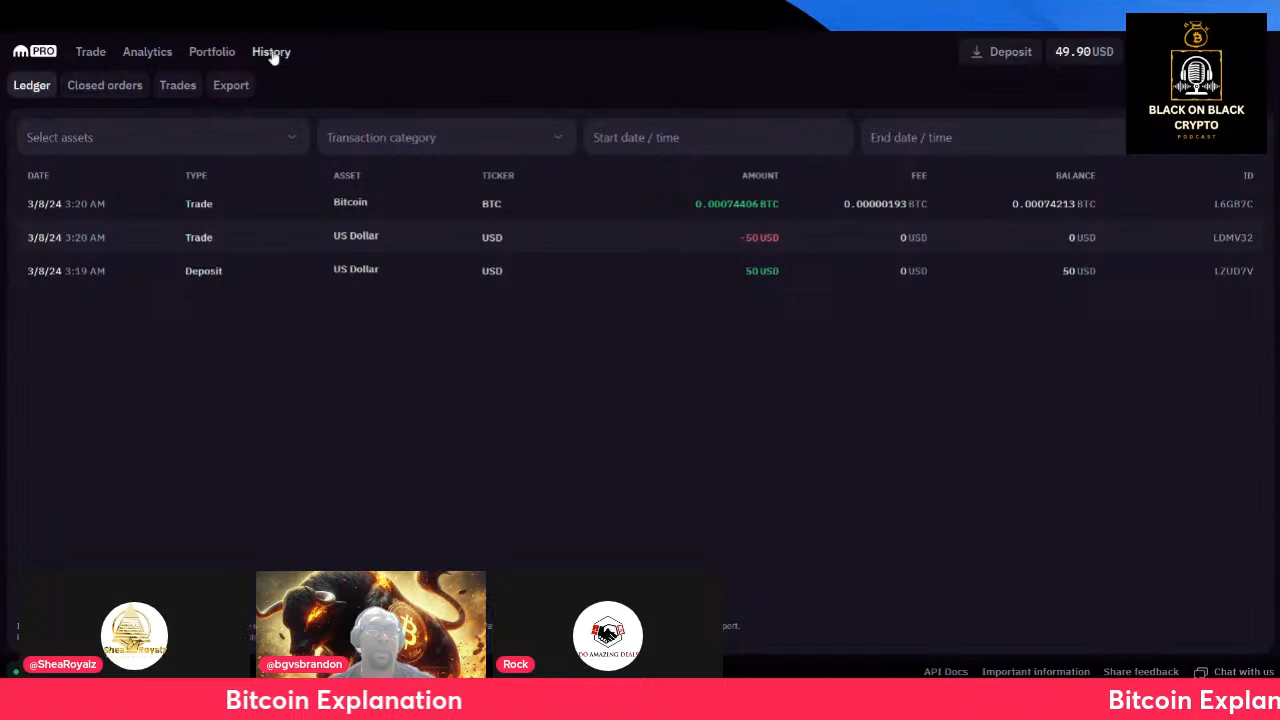 PRO Trade Analytics Portfolio History Deposit 49.90 USD
Ledger Closed orders Trades Export
BLACK ON BLACK
CRYPTO
PODCAST
Select assets Transaction category Start date / time End date / time
DATE TYPE ASSET TICKER AMOUNT FEE BALANCE ID
3/8/24 3:20 AM Trade Bitcoin BTC 0.00074406 BTC 0.00000193 BTC 0.00074213 BTC L6GB7C
3/8/24 3:20 AM Trade US Dollar USD -50 USD 0 USD 0 USD LDMV32
3/8/24 3:19 AM Deposit US Dollar USD 50 USD 0 USD 50 USD LZUD7V
port.
@SheaRoyalz @bgvsbrandon Rock
DO AMAZING DEALS
API Docs Important information Share feedback Chat with us
Bitcoin Explanation Bitcoin Explan